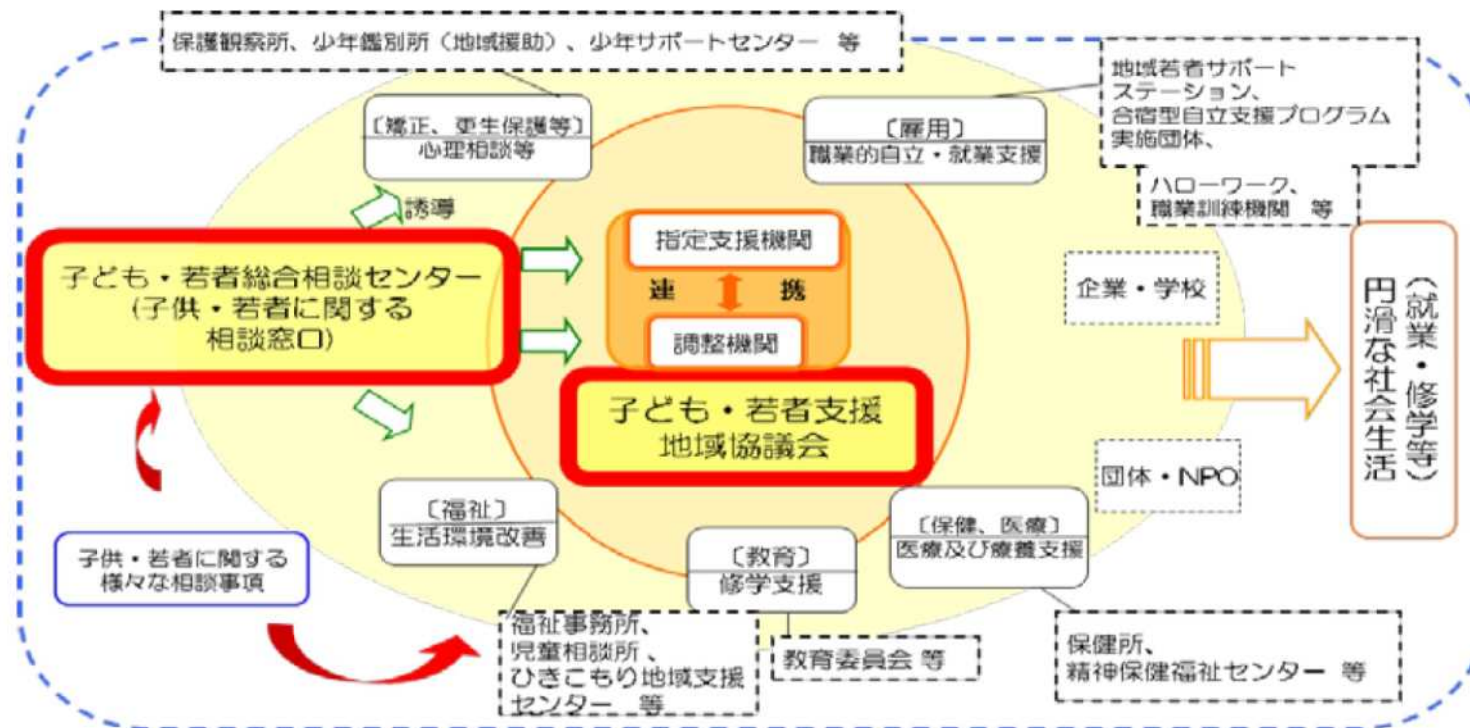 保護観察所、少年鑑別所（地域援助）、少年サポートセンター 等
地域若者サポート
ステーション、
合宿型自立支援プログラム
実施団体、
ハローワーク、
職業訓練機関 等
〔矯正、更生保護等〕
心理相談等
〔雇用〕
職業的自立・就業支援
誘導
子ども・若者総合相談センター
(子供・若者に関する
相談窓口)
指定支援機関
連 携
調整機関
子ども・若者支援
地域協議会
企業・学校
団体・NPO
（就業・修学等）
円滑な社会生活
子供・若者に関する
様々な相談事項
〔福祉〕
生活環境改善
〔教育〕
修学支援
〔保健、医療〕
医療及び療養支援
福祉事務所、
児童相談所、
ひきこもり地域支援
センター 等
教育委員会 等
保健所、
精神保健福祉センター 等